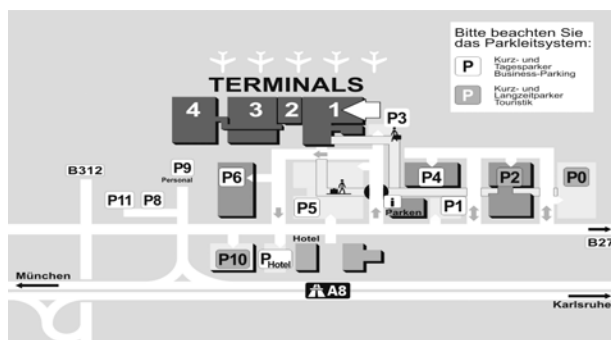 Bitte beachten Sie
das Parkleitsystem:
P
Kurz- und
Tagesparker
Business-Parking
P
Kurz- und
Langzeitparker
Touristik
TERMINALS
4
3
2
1
P3
B312
P9
Personal
P6
P4
P2
P0
P11
P8
P5
i
Parken
P1
Hotel
B27
P10
P Hotel
München
A8
Karlsruhe